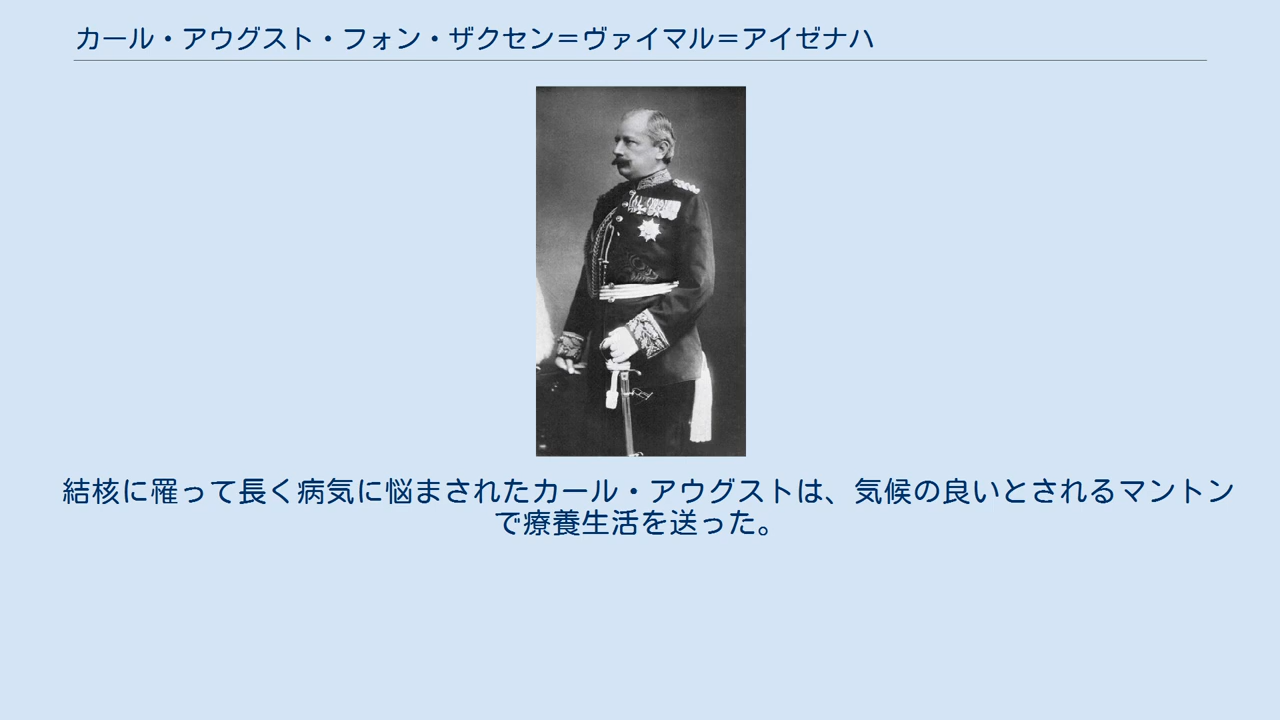 カール・アウグスト・フォン・ザクセン＝ヴァイマル＝アイゼナハ
結核に罹って長く病気に悩まされたカール・アウグストは、気候の良いとされるマントン
で療養生活を送った。